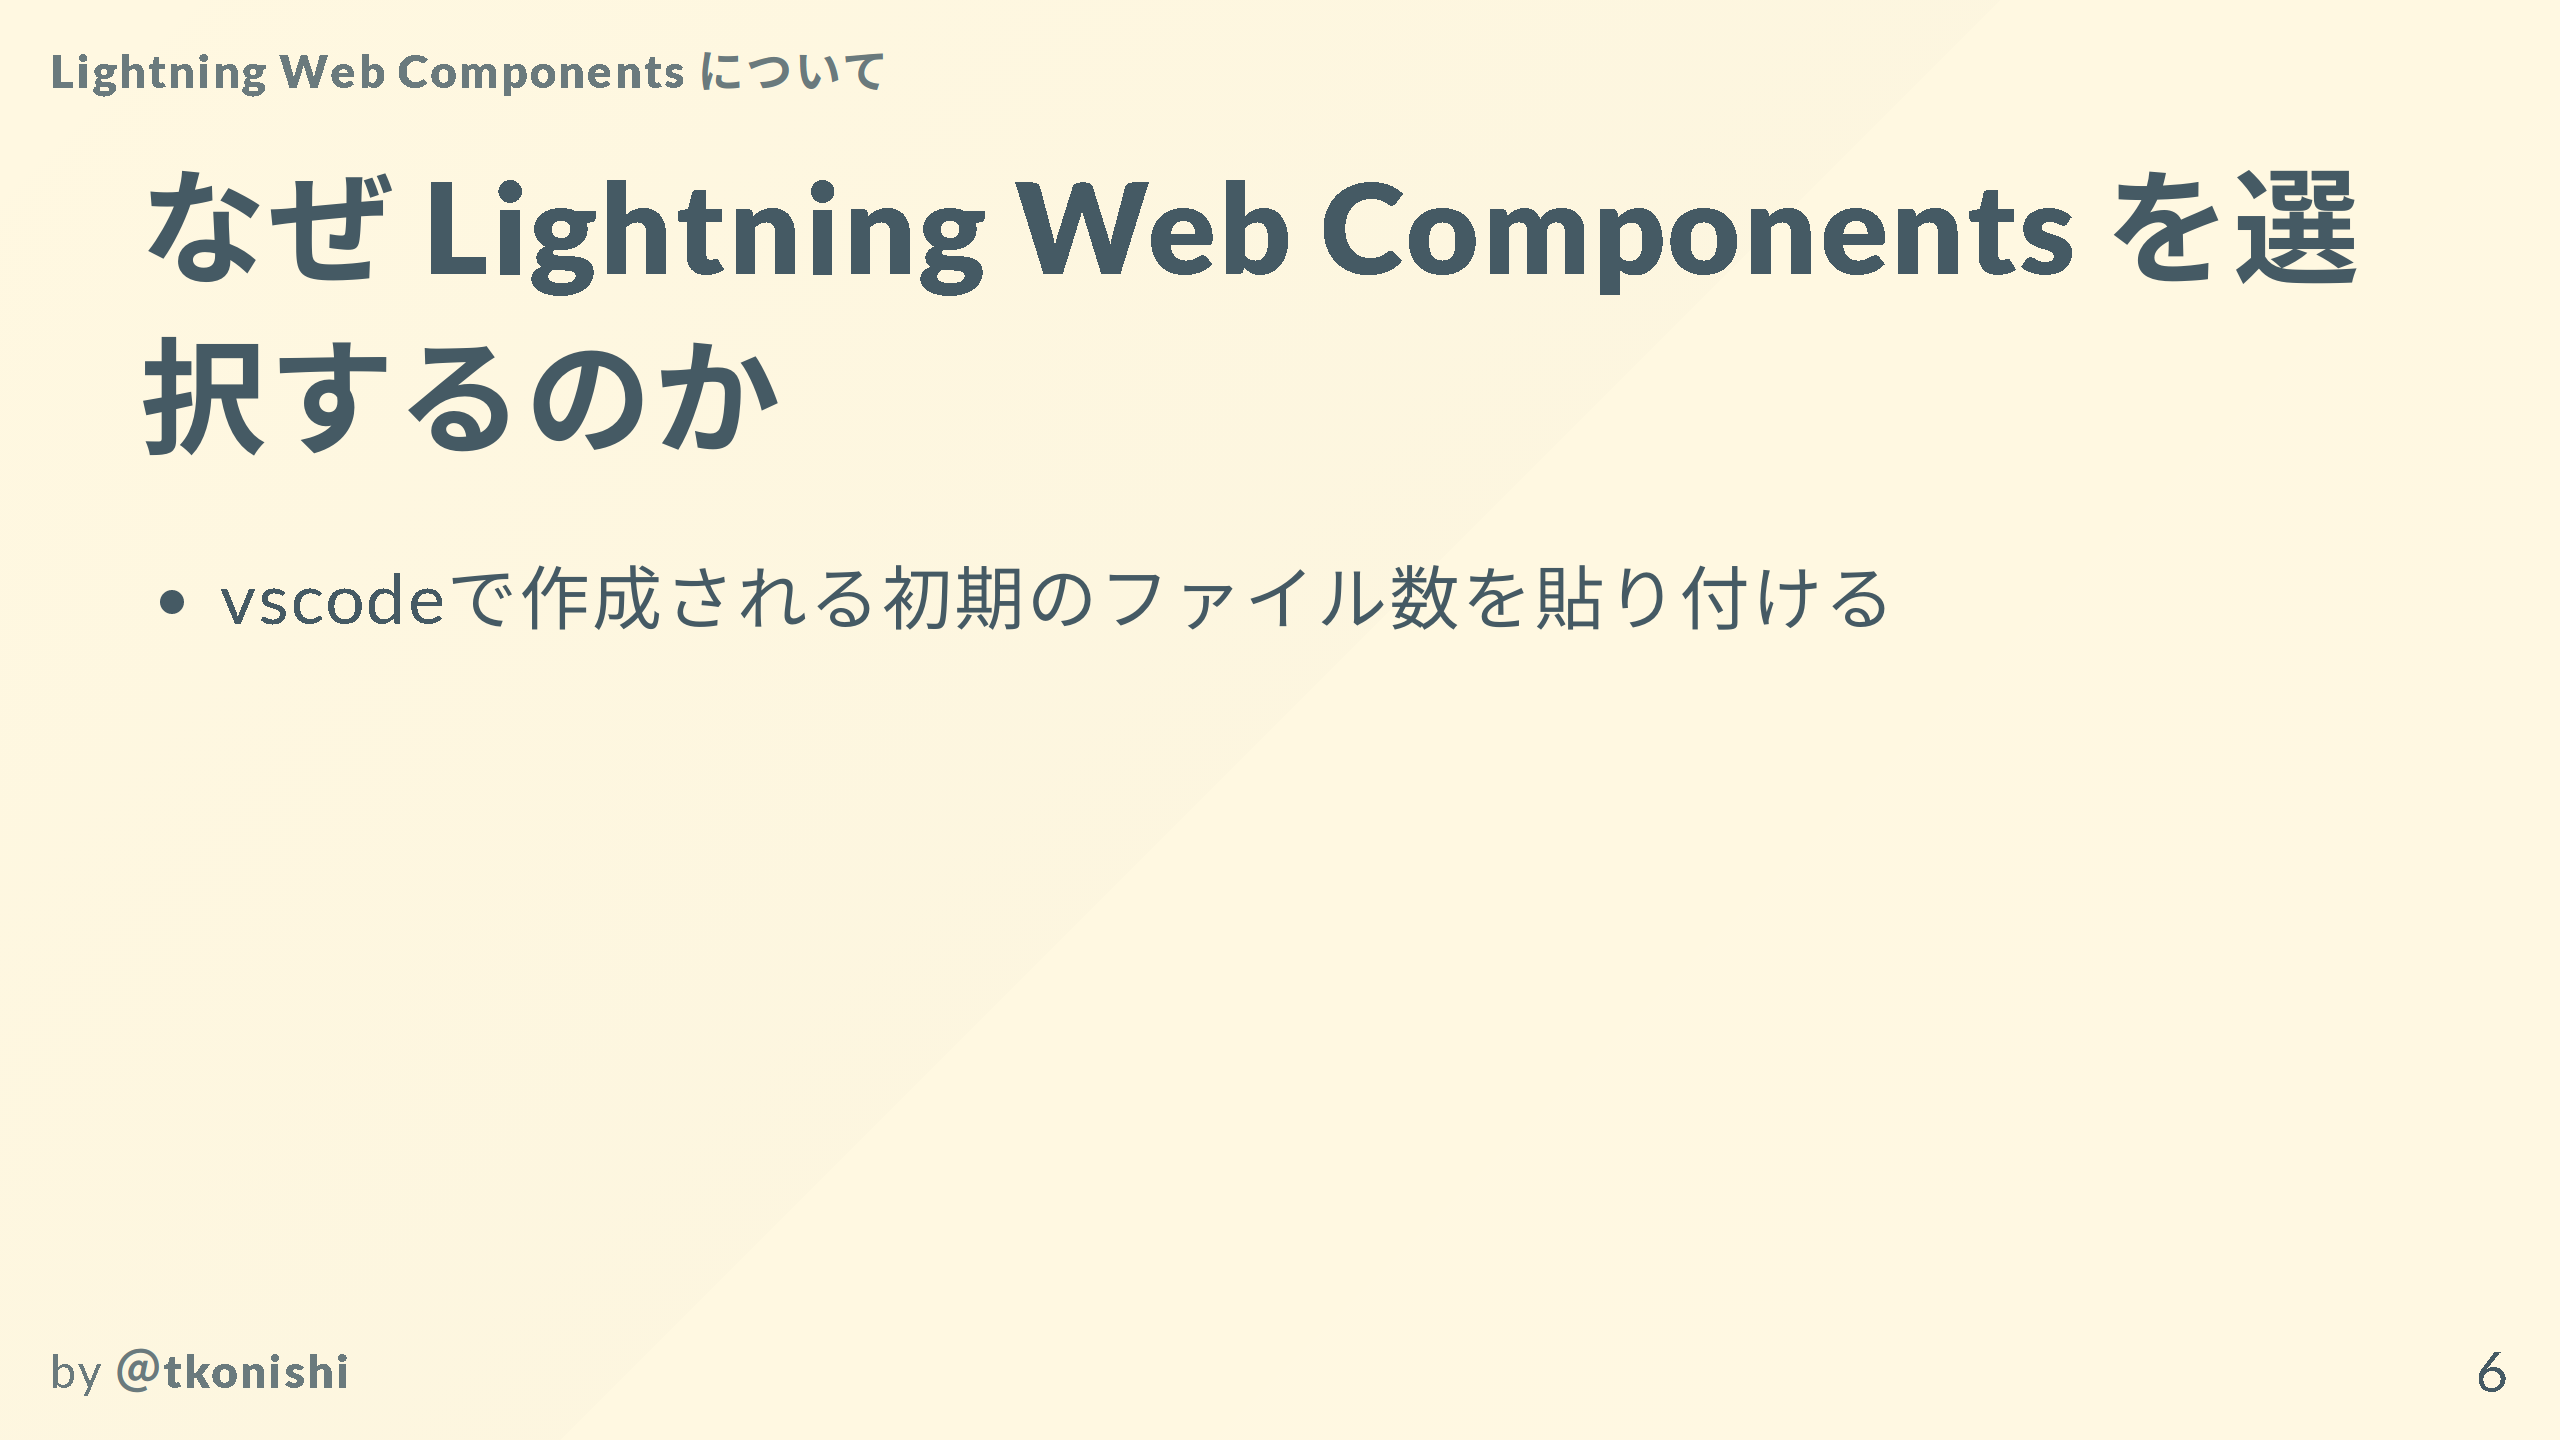 Lightning Web Components について
なぜ Lightning Web Components を選
択するのか
• vscodeで作成される初期のファイル数を貼り付ける
by @tkonishi
6